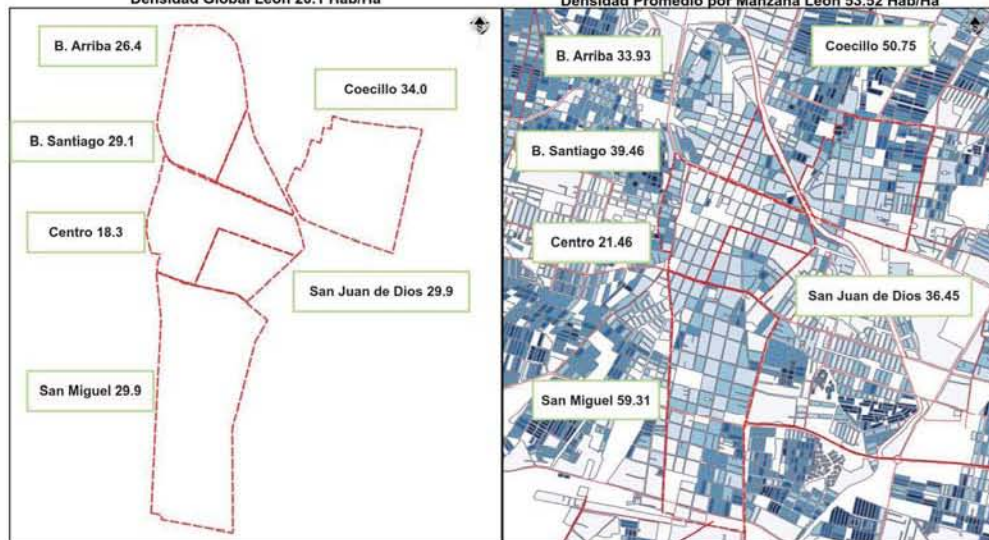 Densidad Global León 26.1 Hab/Ha
B. Arriba 26.4
Coecillo 34.0
B. Santiago 29.1
Centro 18.3
San Juan de Dios 29.9
San Miguel 29.9
Densidad Promedio por Manzana León 53.52 Hab/Ha
B. Arriba 33.93
Coecillo 50.75
B. Santiago 39.46
Centro 21.46
San Juan de Dios 36.45
San Miguel 59.31